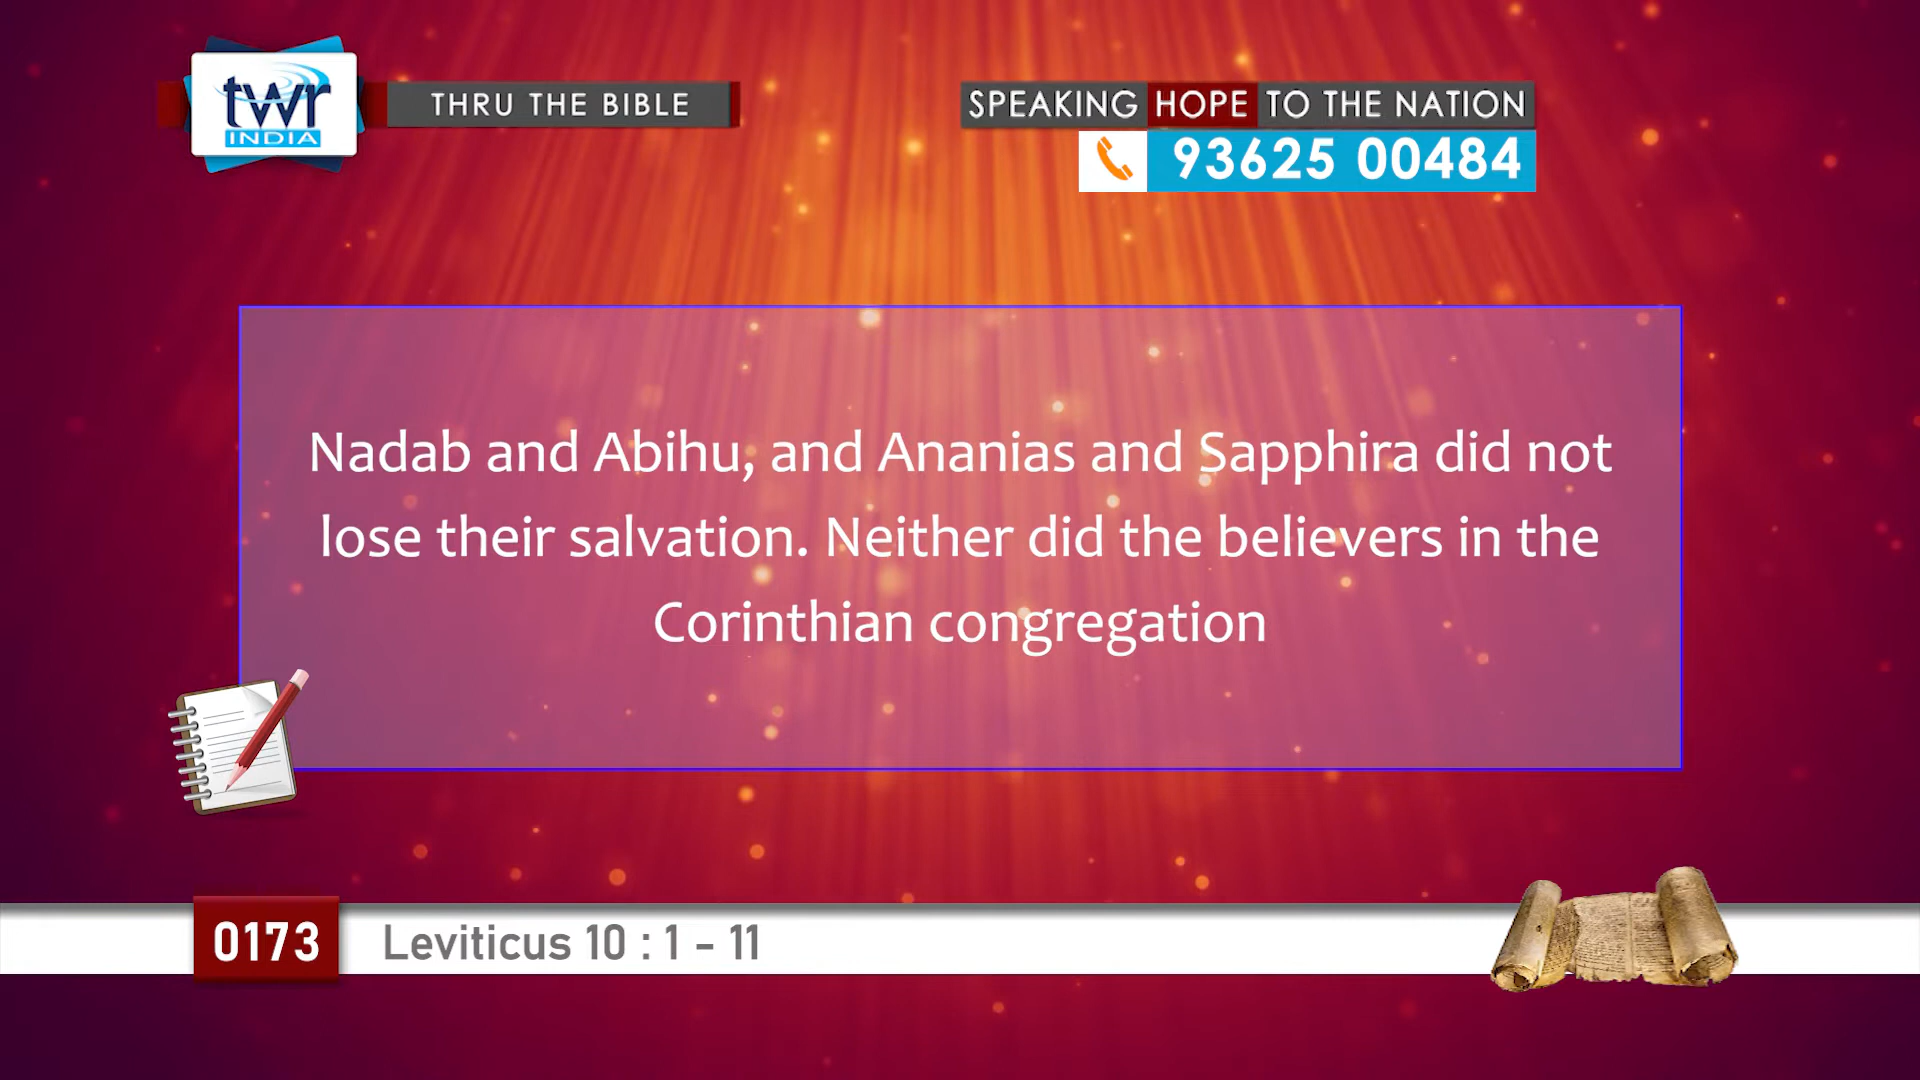 twr
INDIA
THRU THE BIBLE
SPEAKING HOPE TO THE NATION
93625 00484
Nadab and Abihu, and Ananias and Sapphira did not
lose their salvation. Neither did the believers in the
Corinthian congregation
0173
Leviticus 10 : 1 - 11